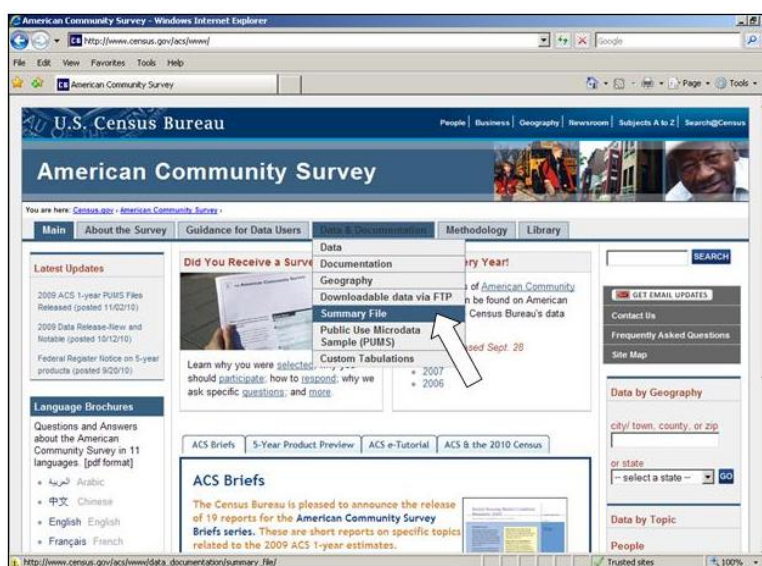 American Community Survey - Windows Internet Explorer
http://www.census.gov/acs/www/
Google
File Edit View Favorites Tools Help
American Community Survey
Page Tools
U.S. Census Bureau
People | Business | Geography | Newsroom | Subjects A to Z | Search@Census
American Community Survey
You are here: Census.gov › American Community Survey ›
Main
About the Survey
Guidance for Data Users
Data & Documentation
Methodology
Library
Data
Documentation
Geography
Downloadable data via FTP
Summary File
Public Use Microdata
Sample (PUMS)
Custom Tabulations
Latest Updates
2009 ACS 1-year PUMS Files
Released (posted 11/02/10)
2009 Data Release-New and
Notable (posted 10/12/10)
Federal Register Notice on 5-year
products (posted 9/20/10)
Language Brochures
Questions and Answers
about the American
Community Survey in 11
languages. [pdf format]
العربية Arabic
中文 Chinese
English English
Français French
Did You Receive a Surve
Learn why you were selected, why you
should participate; how to respond; why we
ask specific questions; and more.
ery Year!
s of American Community
n be found on American
Census Bureau's data
sed Sept. 28
2007
2006
ACS Briefs
5-Year Product Preview
ACS e-Tutorial
ACS & the 2010 Census
ACS Briefs
The Census Bureau is pleased to announce the release
of 19 reports for the American Community Survey
Briefs series. These are short reports on specific topics
related to the 2009 ACS 1-year estimates.
SEARCH
GET EMAIL UPDATES
Contact Us
Frequently Asked Questions
Site Map
Data by Geography
city/ town, county, or zip
or state
-- select a state --
GO
Data by Topic
People
http://www.census.gov/acs/www/data_documentation/summary_file/
Trusted sites
100%